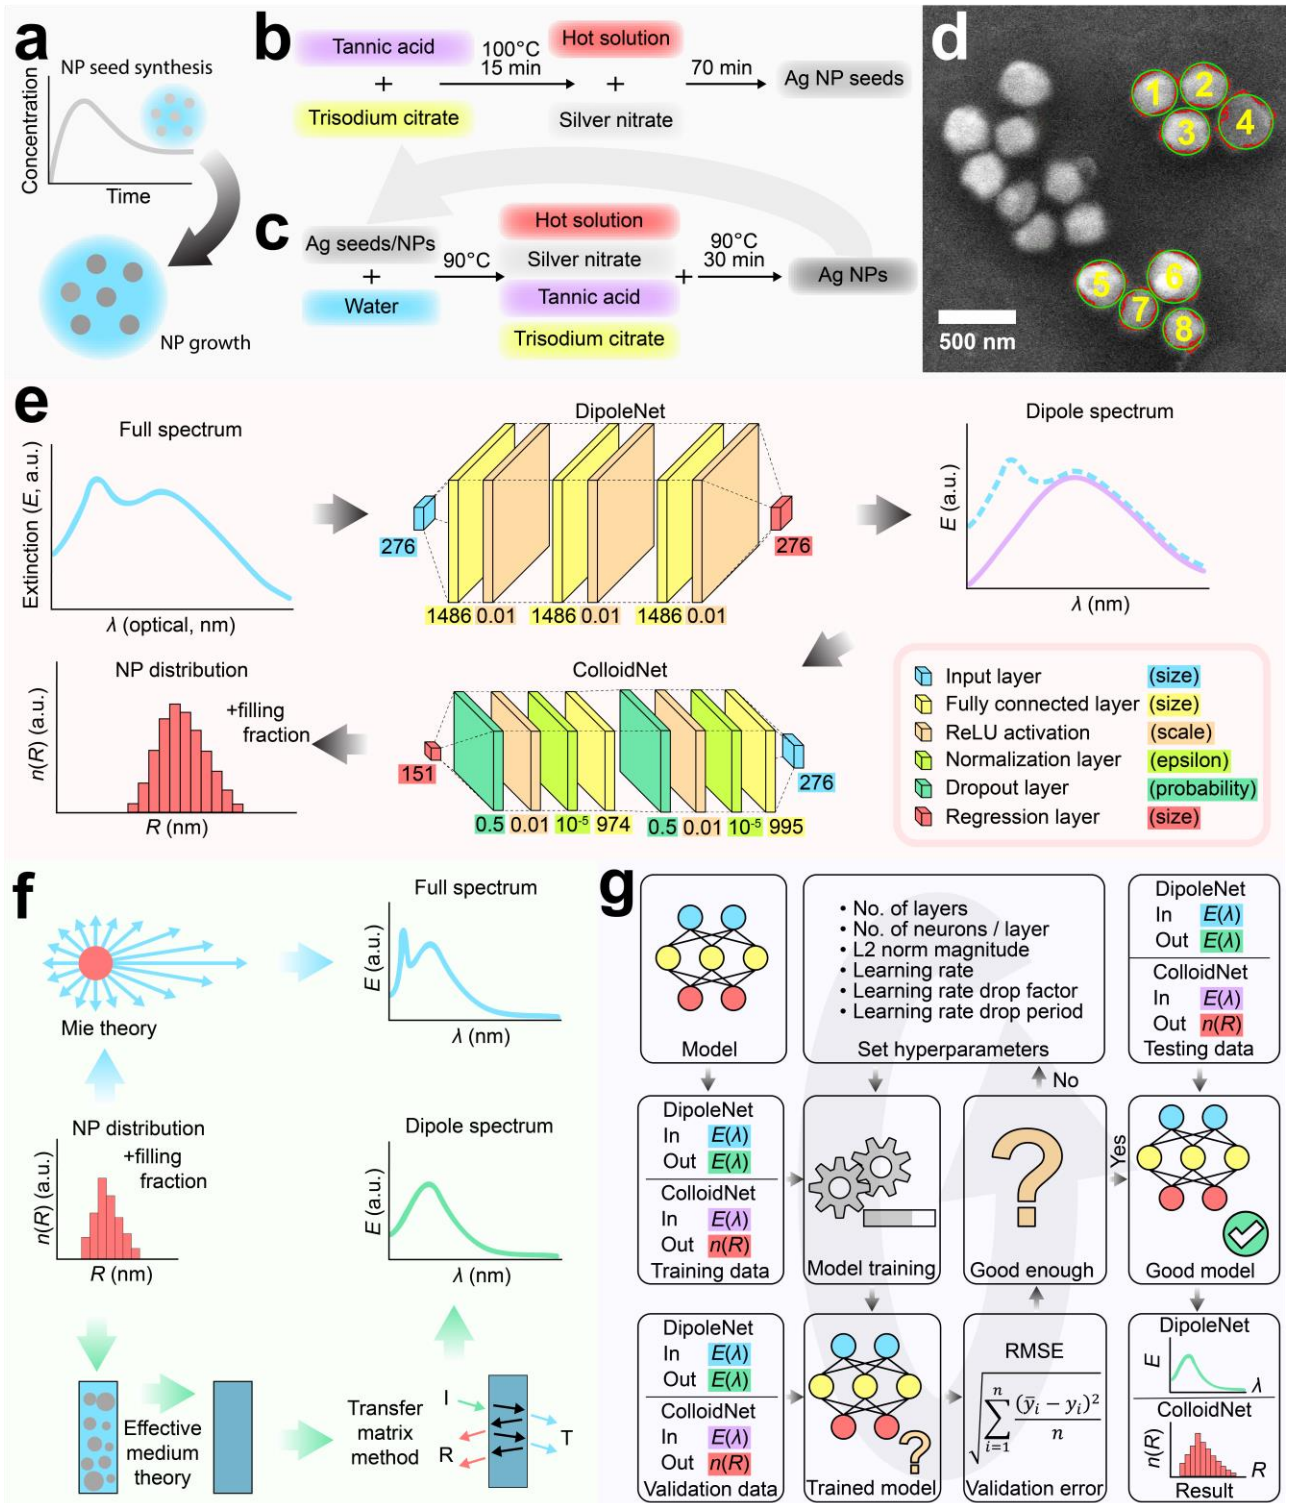 a
NP seed synthesis
Concentration
Time
NP growth
b
Tannic acid
+
Trisodium citrate
100°C
15 min
Hot solution
+
Silver nitrate
70 min
Ag NP seeds
c
Ag seeds/NPs
+
Water
90°C
Hot solution
Silver nitrate
Tannic acid
Trisodium citrate
+
90°C
30 min
Ag NPs
d
1
2
3
4
5
6
7
8
500 nm
e
Full spectrum
Extinction (E, a.u.)
λ (optical, nm)
DipoleNet
276
1486 0.01 1486 0.01 1486 0.01
276
Dipole spectrum
E (a.u.)
λ (nm)
NP distribution
+filling
fraction
n(R) (a.u.)
R (nm)
ColloidNet
151
0.5 0.01 10-5 974 0.5 0.01 10-5 995
276
Input layer (size)
Fully connected layer (size)
ReLU activation (scale)
Normalization layer (epsilon)
Dropout layer (probability)
Regression layer (size)
f
Mie theory
Full spectrum
E (a.u.)
λ (nm)
NP distribution
+filling
fraction
n(R) (a.u.)
R (nm)
Dipole spectrum
E (a.u.)
λ (nm)
Effective
medium
theory
Transfer
matrix
method
I
R
T
g
Model
• No. of layers
• No. of neurons / layer
• L2 norm magnitude
• Learning rate
• Learning rate drop factor
• Learning rate drop period
Set hyperparameters
DipoleNet
In E(λ)
Out E(λ)
ColloidNet
In E(λ)
Out n(R)
Testing data
No
DipoleNet
In E(λ)
Out E(λ)
ColloidNet
In E(λ)
Out n(R)
Training data
Model training
?
Good enough
Yes
Good model
DipoleNet
In E(λ)
Out E(λ)
ColloidNet
In E(λ)
Out n(R)
Validation data
?
Trained model
RMSE
√∑ⁿᵢ₌₁ (ȳᵢ − yᵢ)² / n
Validation error
DipoleNet
E
λ
ColloidNet
n(R)
R
Result